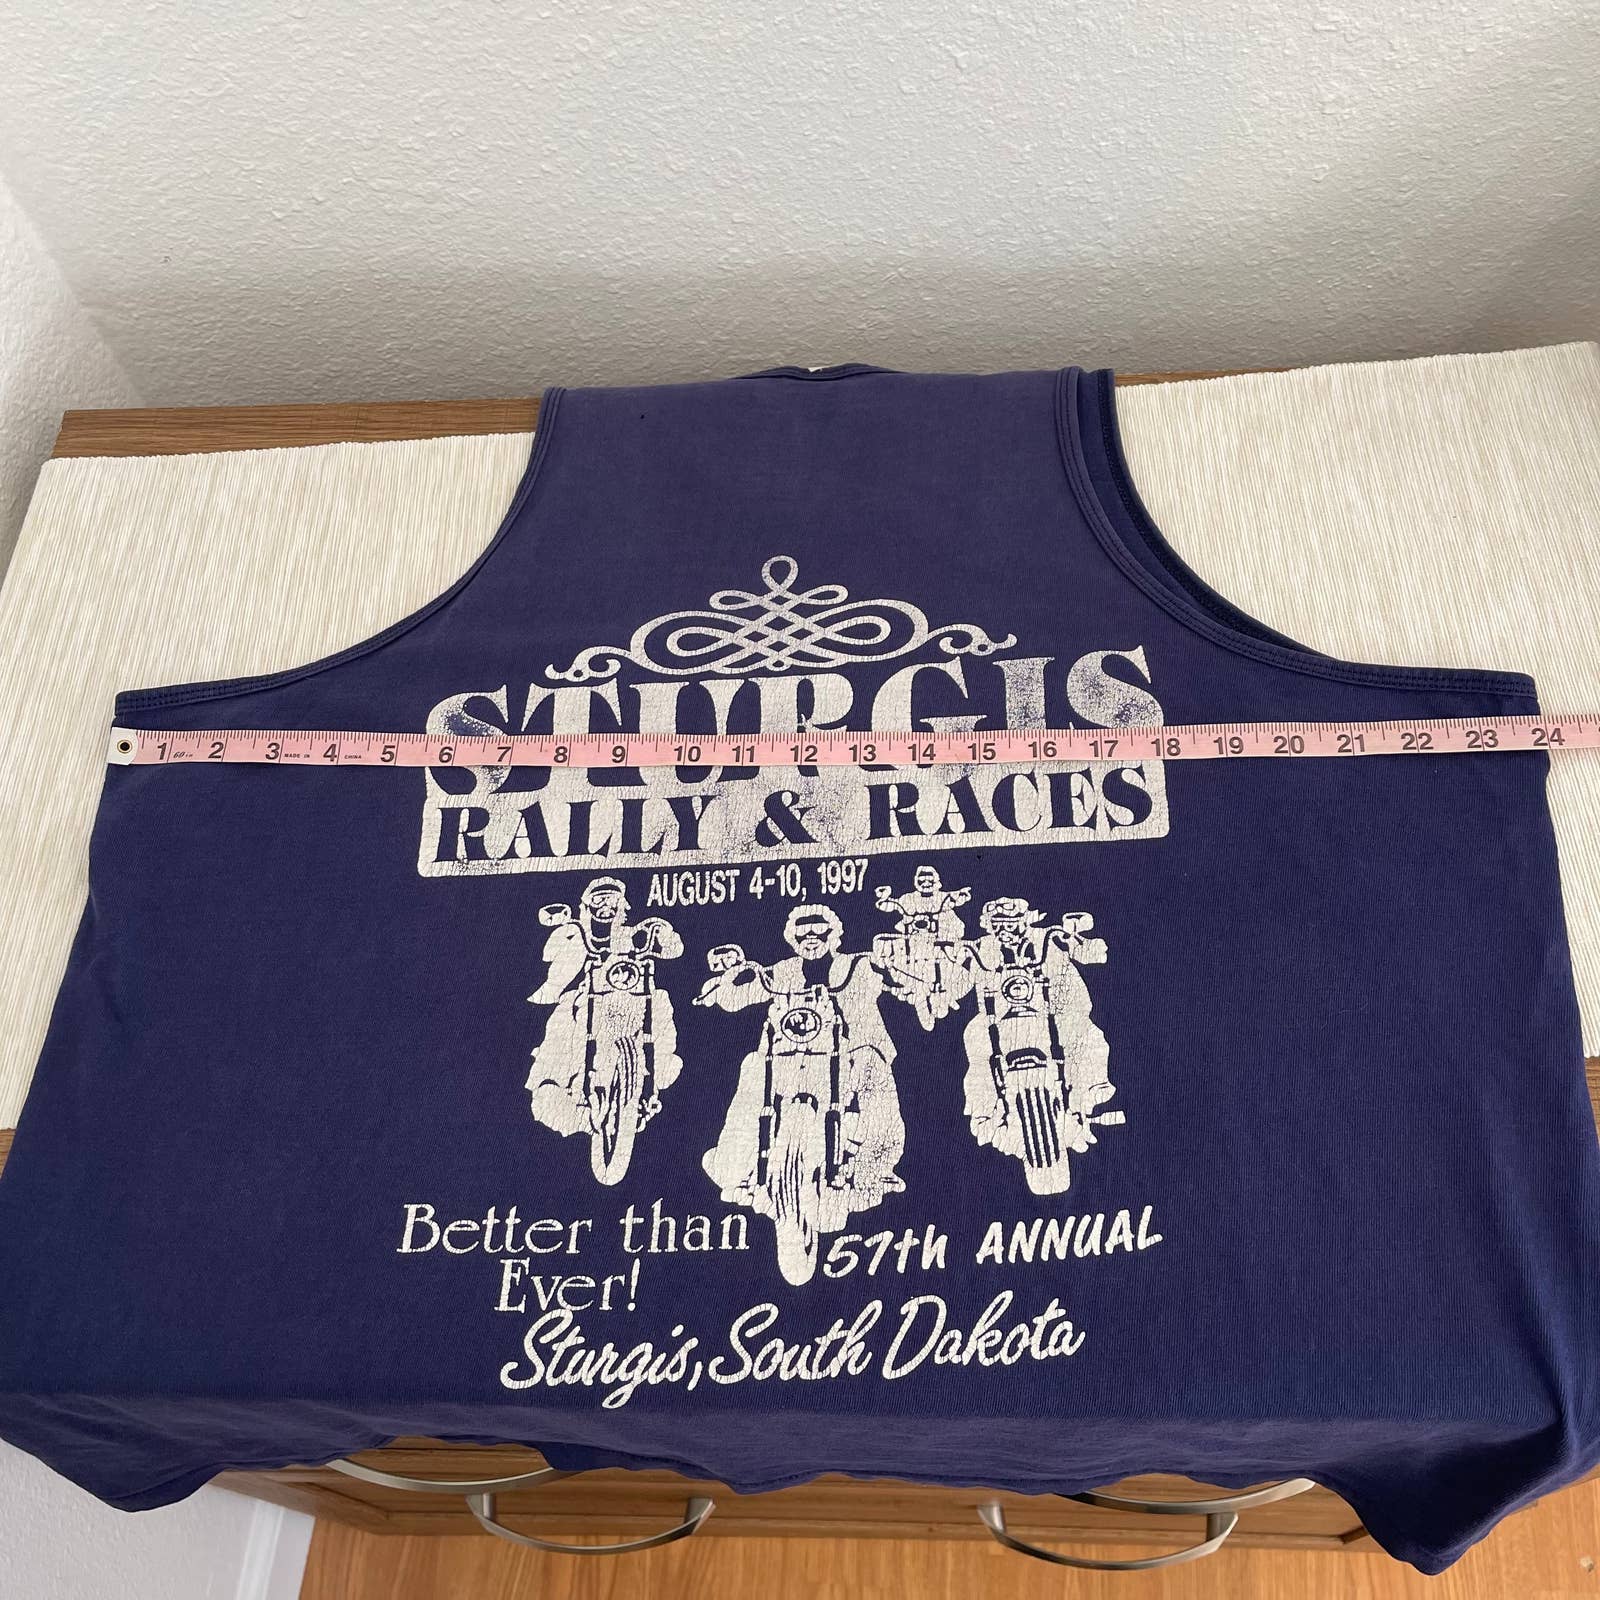 STURGIS
1 60 in 2 3 MADE IN 4 CHINA 5 6 7 8 9 10 11 12 13 14 15 16 17 18 19 20 21 22 23 24
RALLY & RACES
AUGUST 4-10, 1997
Better than
Ever!
57th ANNUAL
Sturgis, South Dakota